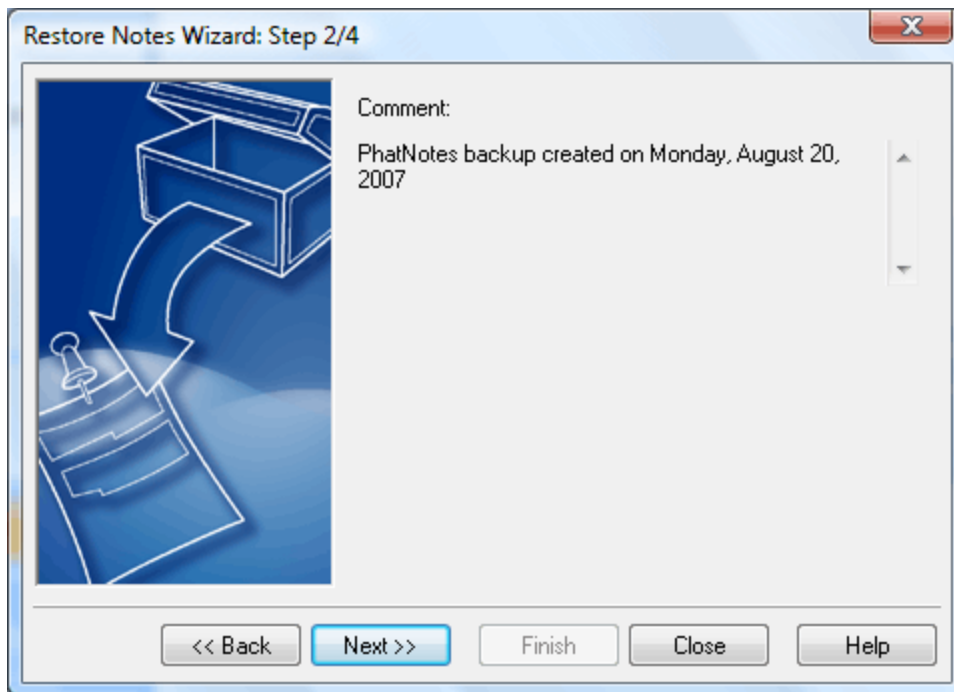 Restore Notes Wizard: Step 2/4
Comment:
PhatNotes backup created on Monday, August 20,
2007
<< Back
Next >>
Finish
Close
Help